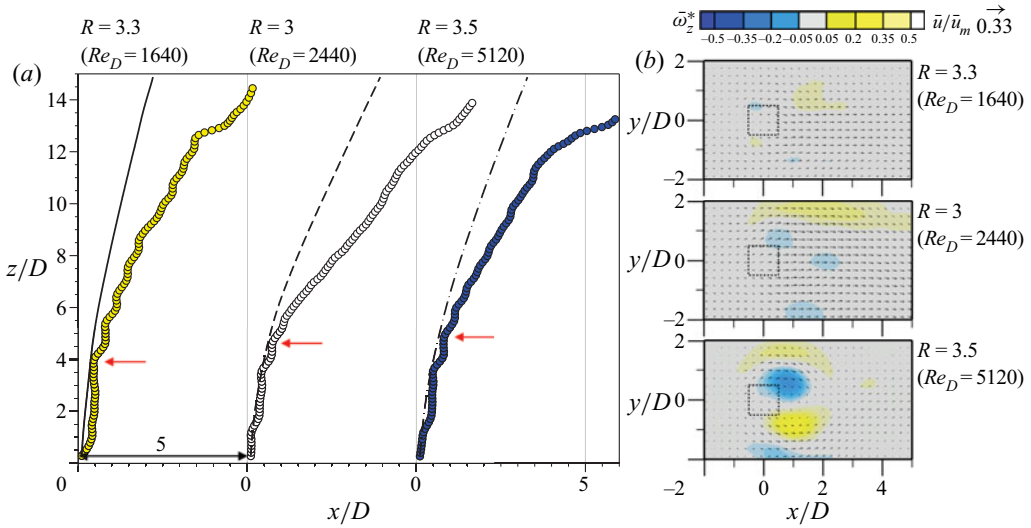 R = 3.3 R = 3 R = 3.5
(Re_D = 1640) (Re_D = 2440) (Re_D = 5120)
(a)
14
12
10
8
z/D
6
4
2
5
0 0 0 5
x/D
ω̄*z −0.5 −0.35 −0.2 −0.05 0.05 0.2 0.35 0.5 ū/ūm 0.33
(b)
2
y/D 0
−2
R = 3.3
(Re_D = 1640)
2
y/D 0
−2
R = 3
(Re_D = 2440)
2
y/D 0
−2
R = 3.5
(Re_D = 5120)
0 2 4
x/D